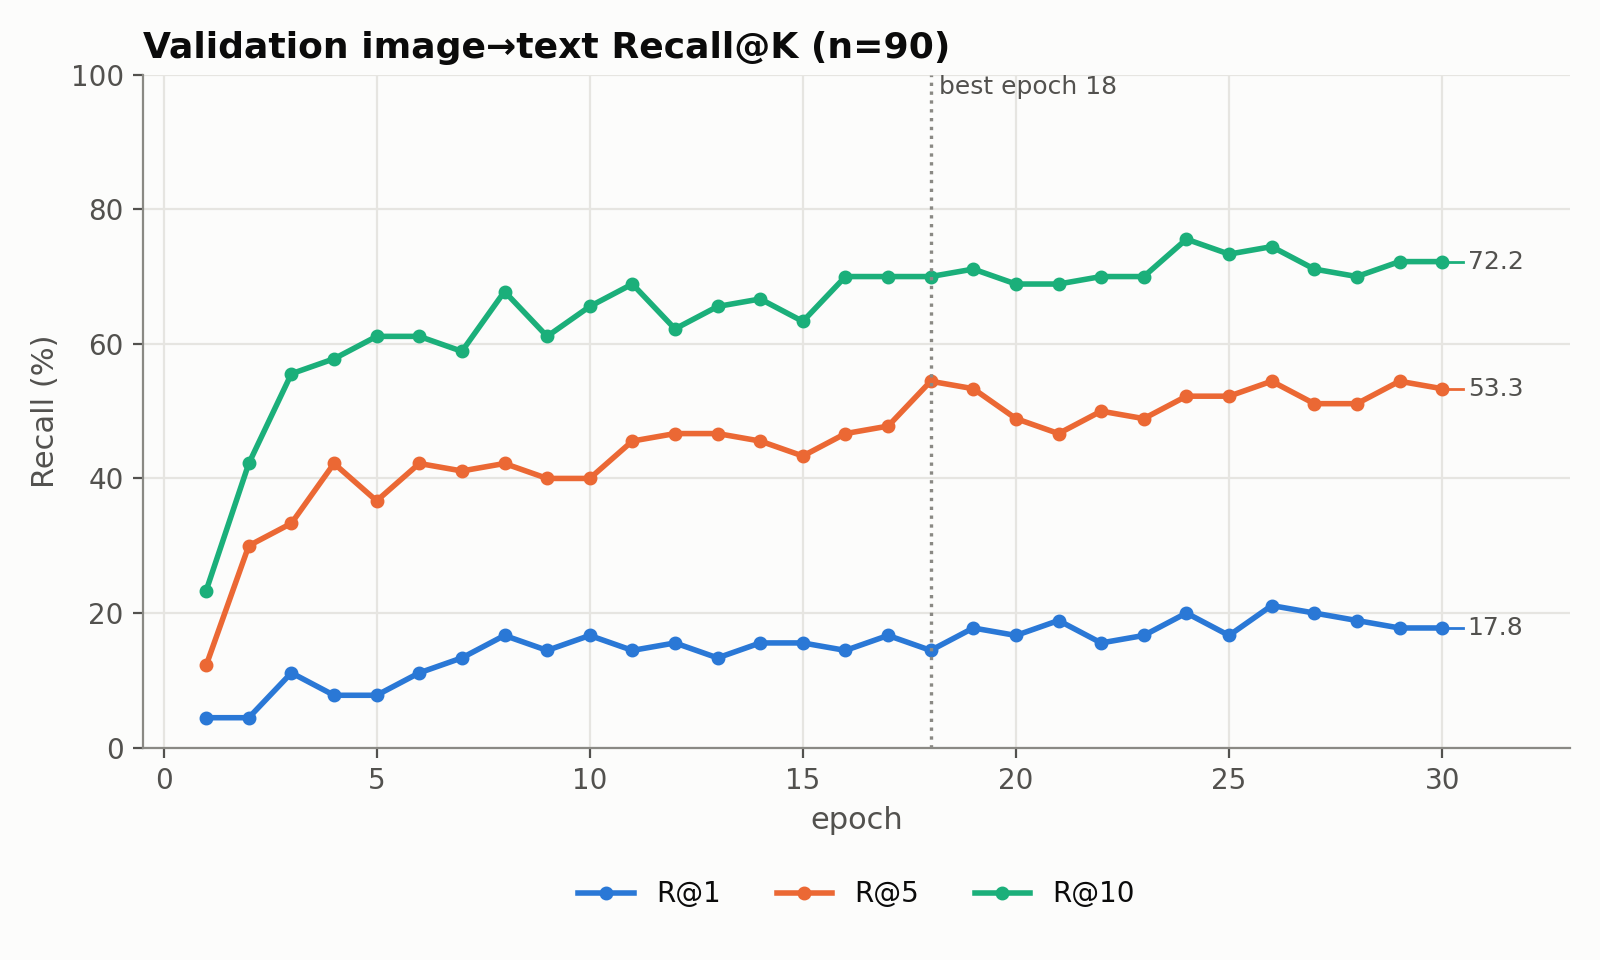 Validation image→text Recall@K (n=90)
100
best epoch 18
80
72.2
60
Recall (%)
53.3
40
20
17.8
0
0 5 10 15 20 25 30
epoch
R@1 R@5 R@10